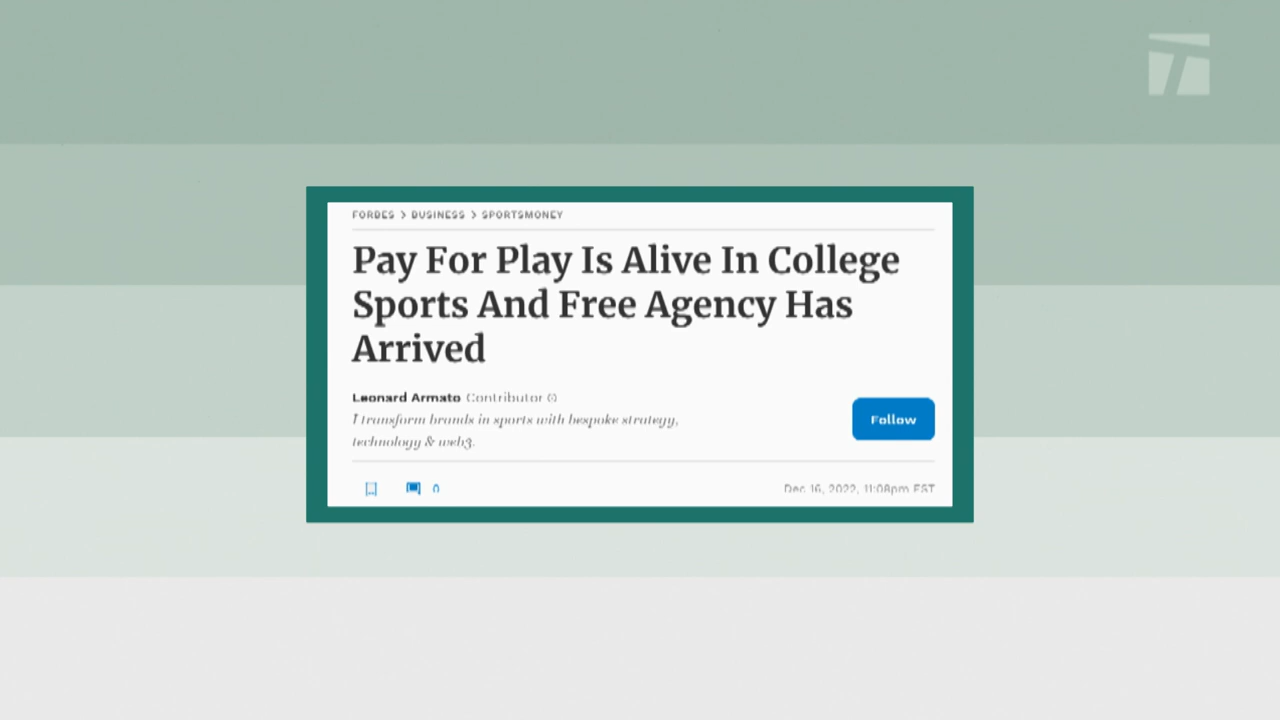 FORBES > BUSINESS > SPORTSMONEY
Pay For Play Is Alive In College
Sports And Free Agency Has
Arrived
Leonard Armato Contributor
I transform brands in sports with bespoke strategy,
technology & web3.
Follow
0
Dec 16, 2022, 11:08pm EST